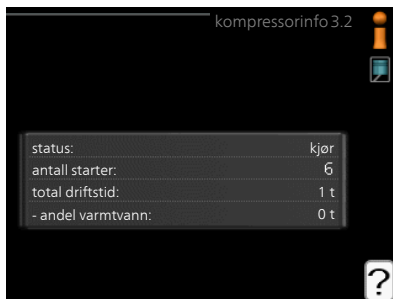 kompressorinfo 3.2
status: kjør
antall starter: 6
total driftstid: 1 t
- andel varmtvann: 0 t
?